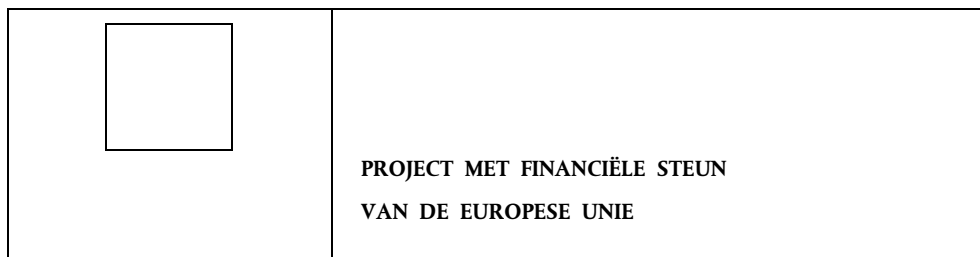 PROJECT MET FINANCIËLE STEUN
VAN DE EUROPESE UNIE